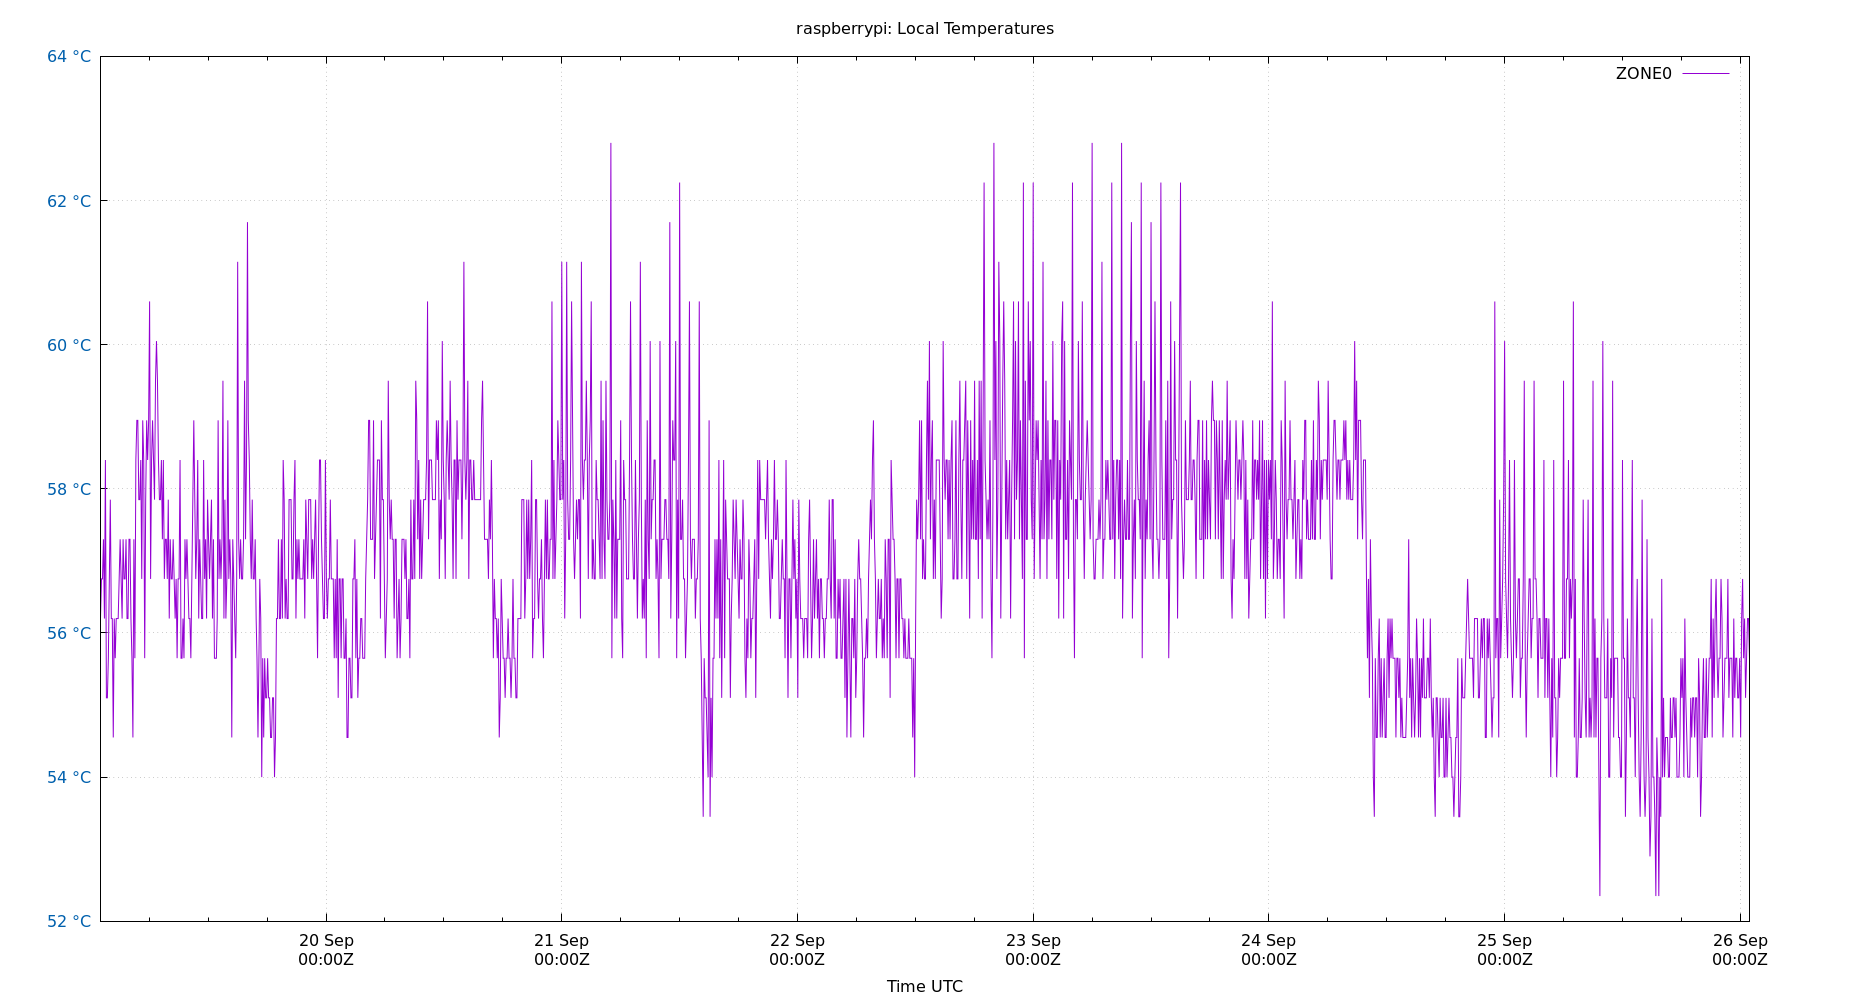 raspberrypi: Local Temperatures
64 °C
ZONE0
62 °C
60 °C
58 °C
56 °C
54 °C
52 °C
20 Sep 21 Sep 22 Sep 23 Sep 24 Sep 25 Sep 26 Sep
00:00Z 00:00Z 00:00Z 00:00Z 00:00Z 00:00Z 00:00Z
Time UTC